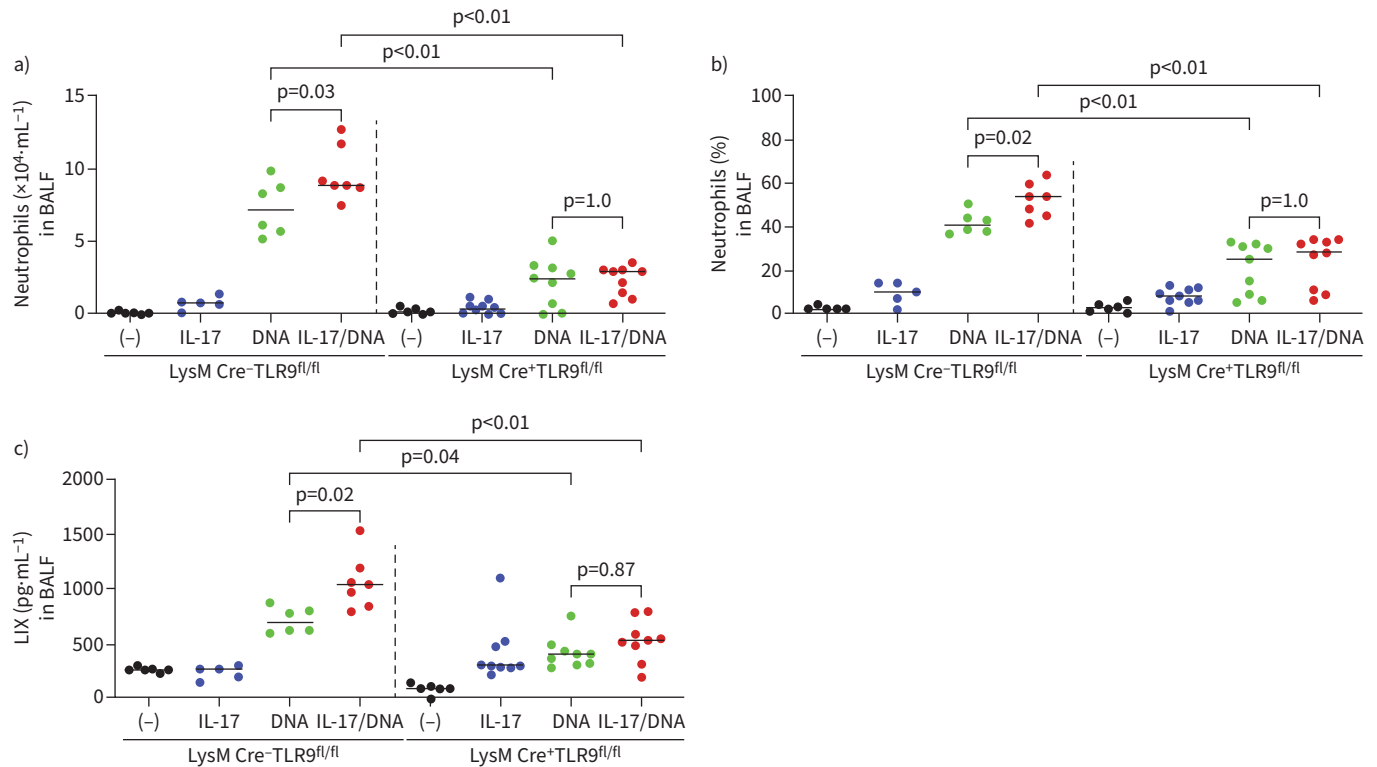 a)
p<0.01
p<0.01
p=0.03
p=1.0
Neutrophils (×10⁴·mL⁻¹)
in BALF
15
10
5
0
(–) IL-17 DNA IL-17/DNA (–) IL-17 DNA IL-17/DNA
LysM Cre⁻TLR9fl/fl LysM Cre⁺TLR9fl/fl
b)
p<0.01
p<0.01
p=0.02
p=1.0
Neutrophils (%)
in BALF
100
80
60
40
20
0
(–) IL-17 DNA IL-17/DNA (–) IL-17 DNA IL-17/DNA
LysM Cre⁻TLR9fl/fl LysM Cre⁺TLR9fl/fl
c)
p<0.01
p=0.04
p=0.02
p=0.87
LIX (pg·mL⁻¹)
in BALF
2000
1500
1000
500
0
(–) IL-17 DNA IL-17/DNA (–) IL-17 DNA IL-17/DNA
LysM Cre⁻TLR9fl/fl LysM Cre⁺TLR9fl/fl